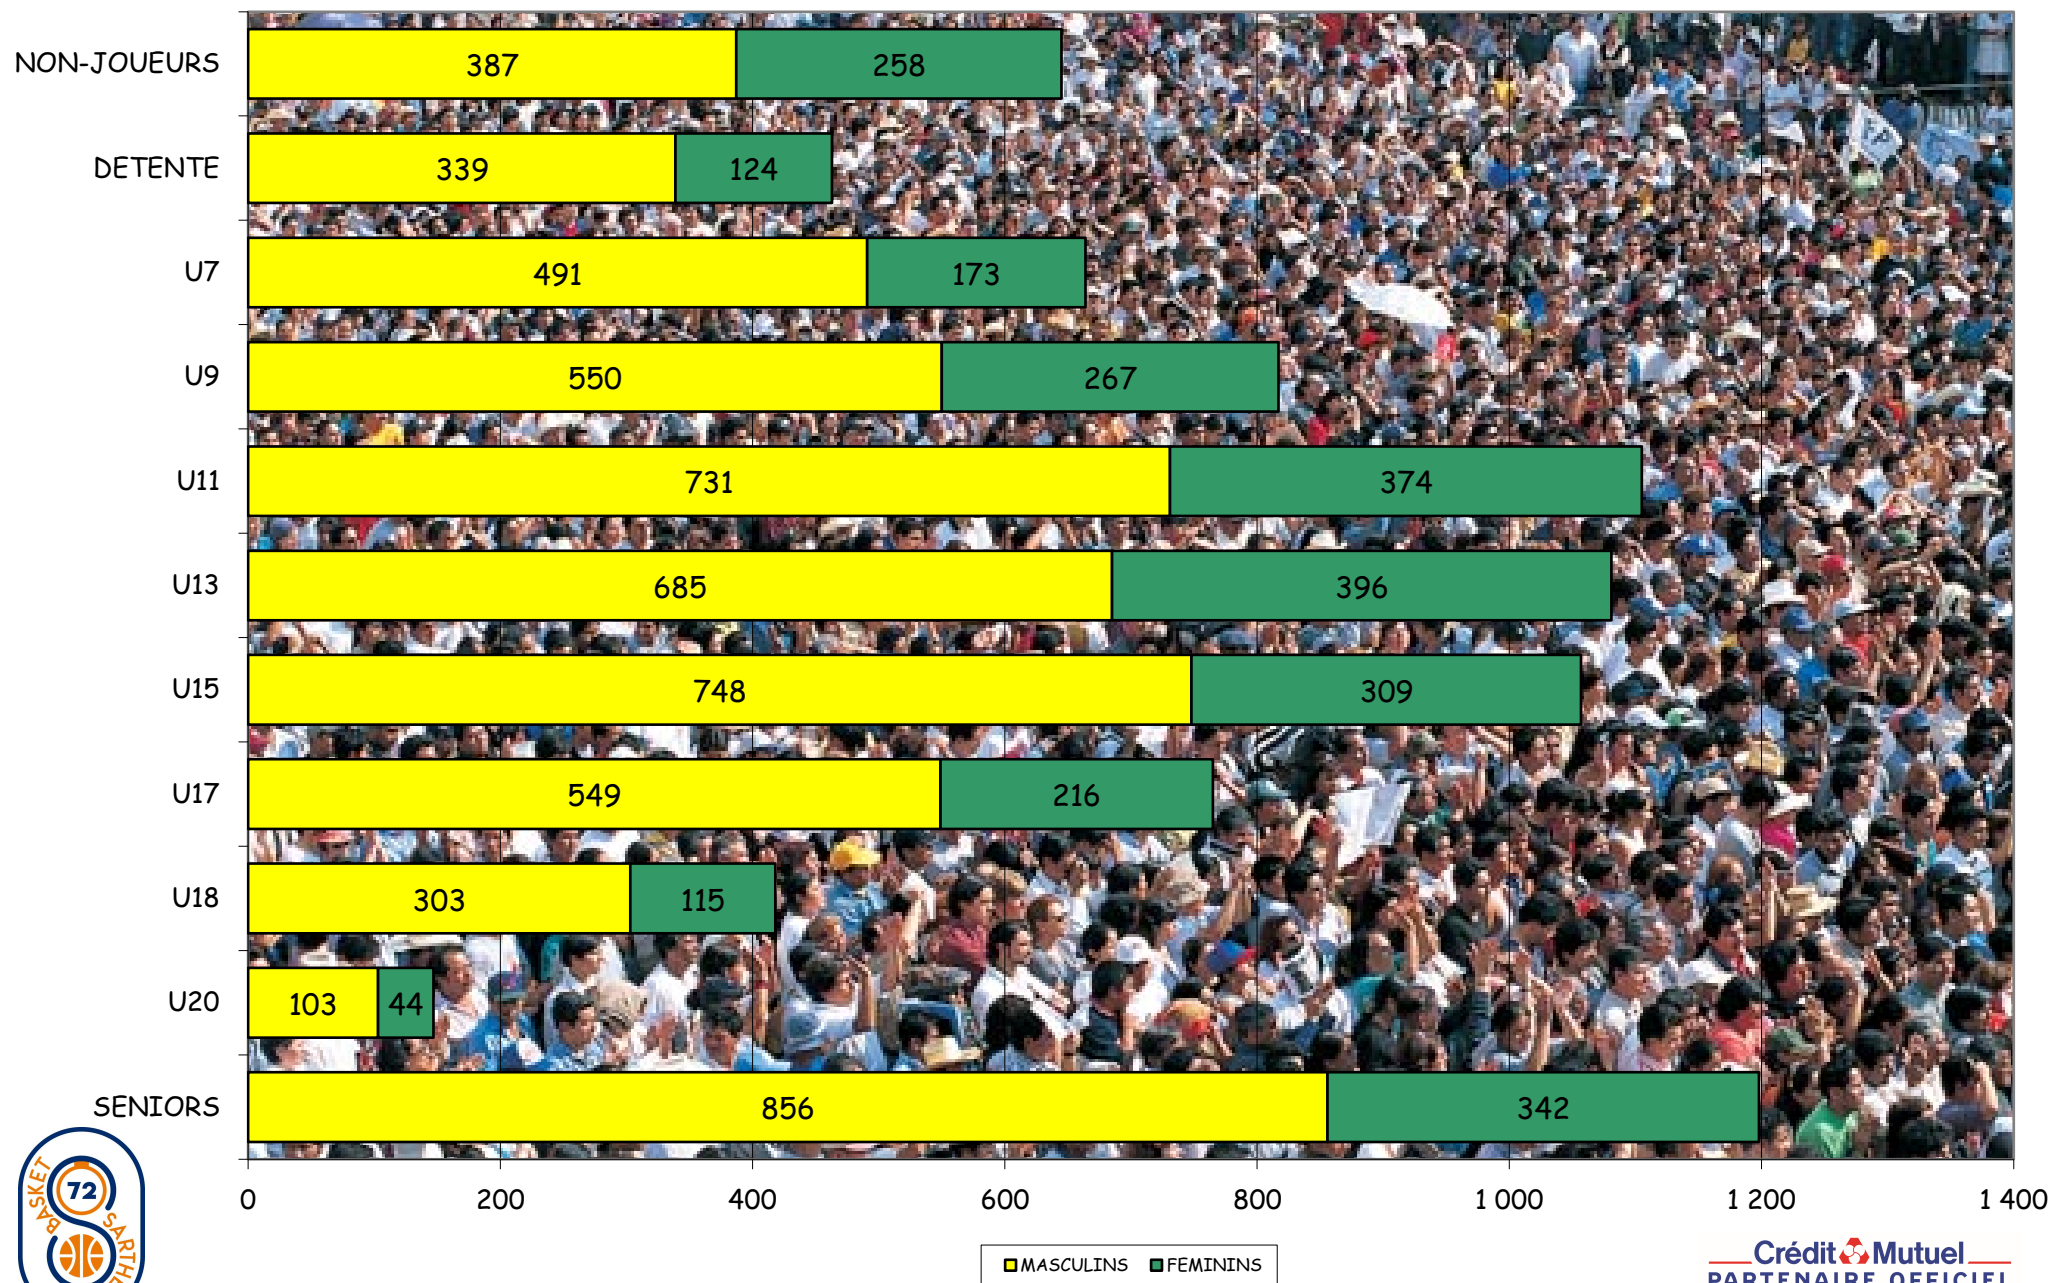 NON-JOUEURS 387 258
DETENTE 339 124
U7 491 173
U9 550 267
U11 731 374
U13 685 396
U15 748 309
U17 549 216
U18 303 115
U20 103 44
SENIORS 856 342
0 200 400 600 800 1 000 1 200 1 400
MASCULINS FEMININS
BASKET 72 SARTHE
Crédit Mutuel
PARTENAIRE OFFICIEL